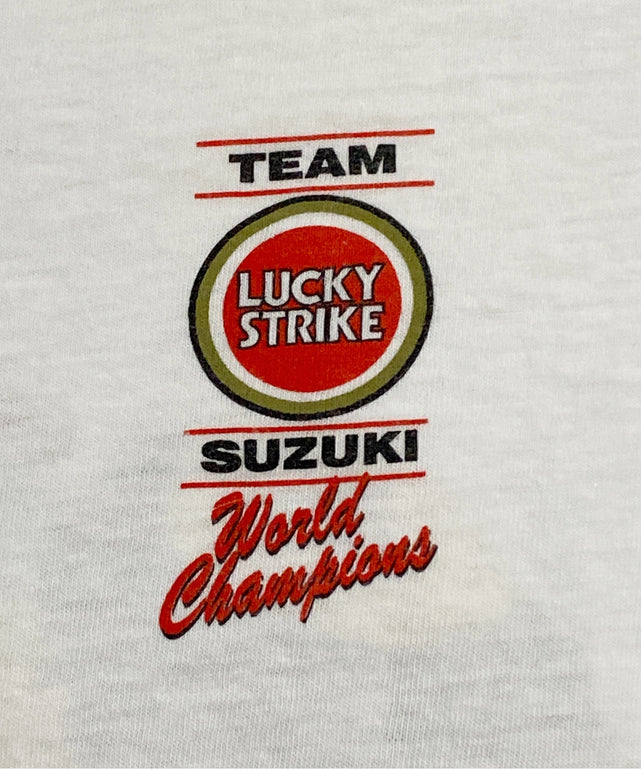 TEAM
LUCKY
STRIKE
SUZUKI
World
Champions